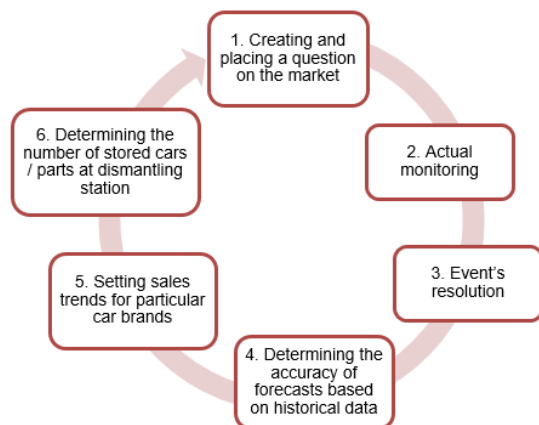 1. Creating and
placing a question
on the market
2. Actual
monitoring
3. Event's
resolution
4. Determining the
accuracy of
forecasts based
on historical data
5. Setting sales
trends for particular
car brands
6. Determining the
number of stored cars
/ parts at dismantling
station